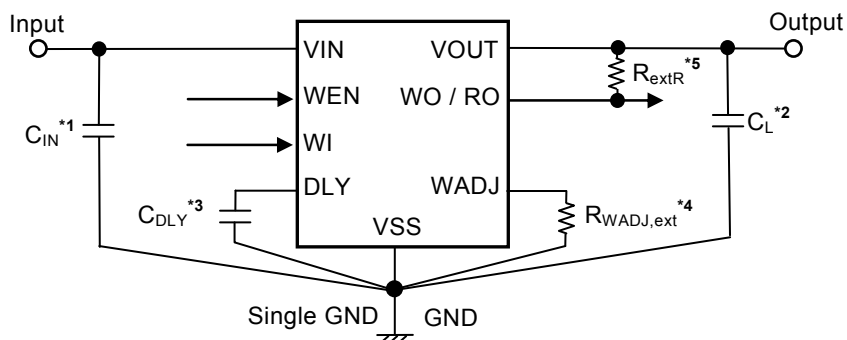 Input
Output
VIN
VOUT
R_extR *5
WEN
WO / RO
C_IN *1
C_L *2
WI
DLY
WADJ
C_DLY *3
R_WADJ,ext *4
VSS
Single GND
GND